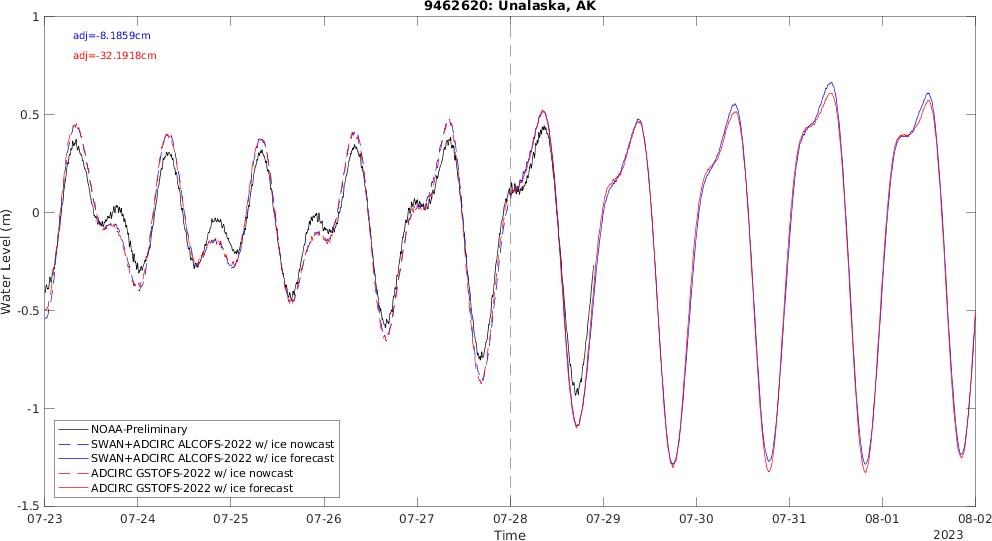 9462620: Unalaska, AK
adj=-8.1859cm
adj=-32.1918cm
1
0.5
0
-0.5
-1
-1.5
Water Level (m)
NOAA-Preliminary
SWAN+ADCIRC ALCOFS-2022 w/ ice nowcast
SWAN+ADCIRC ALCOFS-2022 w/ ice forecast
ADCIRC GSTOFS-2022 w/ ice nowcast
ADCIRC GSTOFS-2022 w/ ice forecast
07-23 07-24 07-25 07-26 07-27 07-28 07-29 07-30 07-31 08-01 08-02
Time
2023